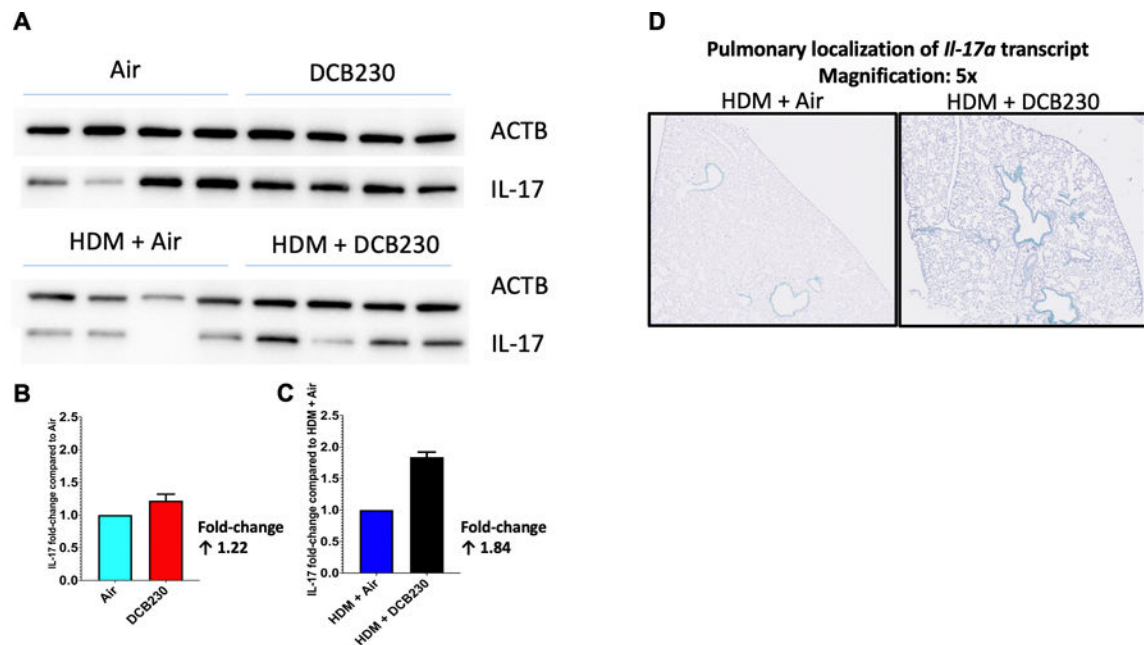 A
Air DCB230
ACTB
IL-17
HDM + Air HDM + DCB230
ACTB
IL-17
B
IL-17 fold-change compared to Air
2.5
2.0
1.5
1.0
0.5
0.0
Air
DCB230
Fold-change
↑ 1.22
C
IL-17 fold-change compared to HDM + Air
2.5
2.0
1.5
1.0
0.5
0.0
HDM + Air
HDM + DCB230
Fold-change
↑ 1.84
D
Pulmonary localization of Il-17a transcript
Magnification: 5x
HDM + Air HDM + DCB230